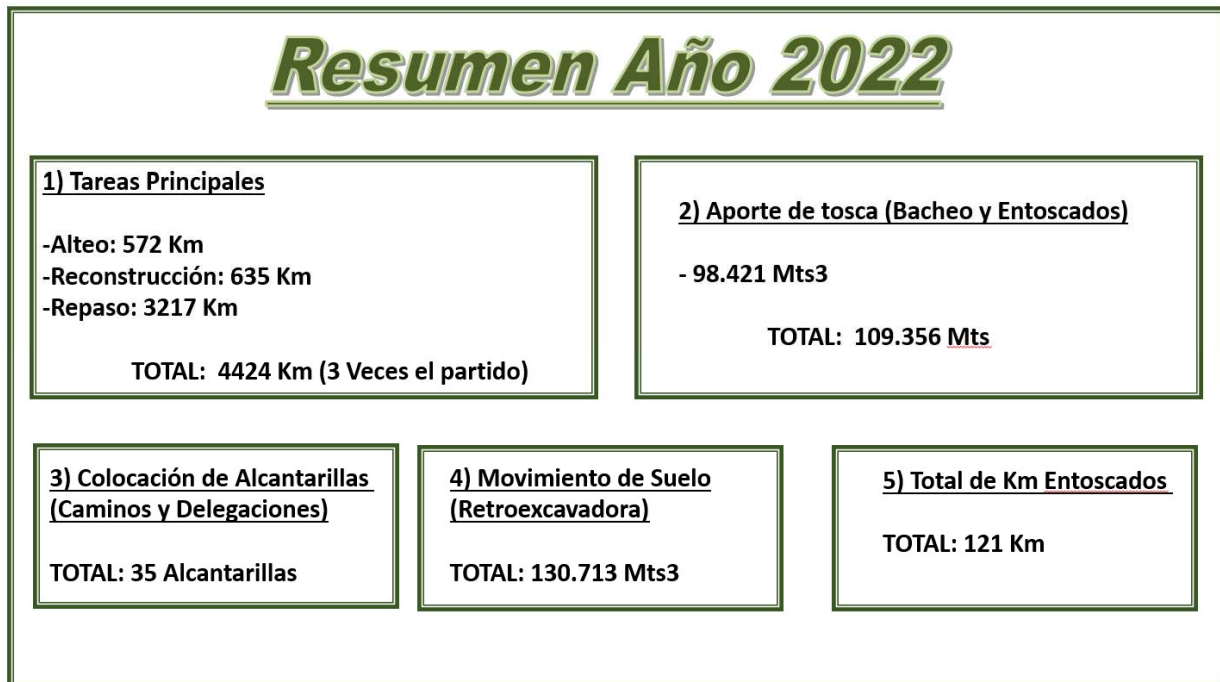 Resumen Año 2022
1) Tareas Principales
-Alteo: 572 Km
-Reconstrucción: 635 Km
-Repaso: 3217 Km
TOTAL:  4424 Km (3 Veces el partido)
2) Aporte de tosca (Bacheo y Entoscados)
- 98.421 Mts3
TOTAL:  109.356 Mts
3) Colocación de Alcantarillas
(Caminos y Delegaciones)
TOTAL: 35 Alcantarillas
4) Movimiento de Suelo
(Retroexcavadora)
TOTAL: 130.713 Mts3
5) Total de Km Entoscados
TOTAL: 121 Km